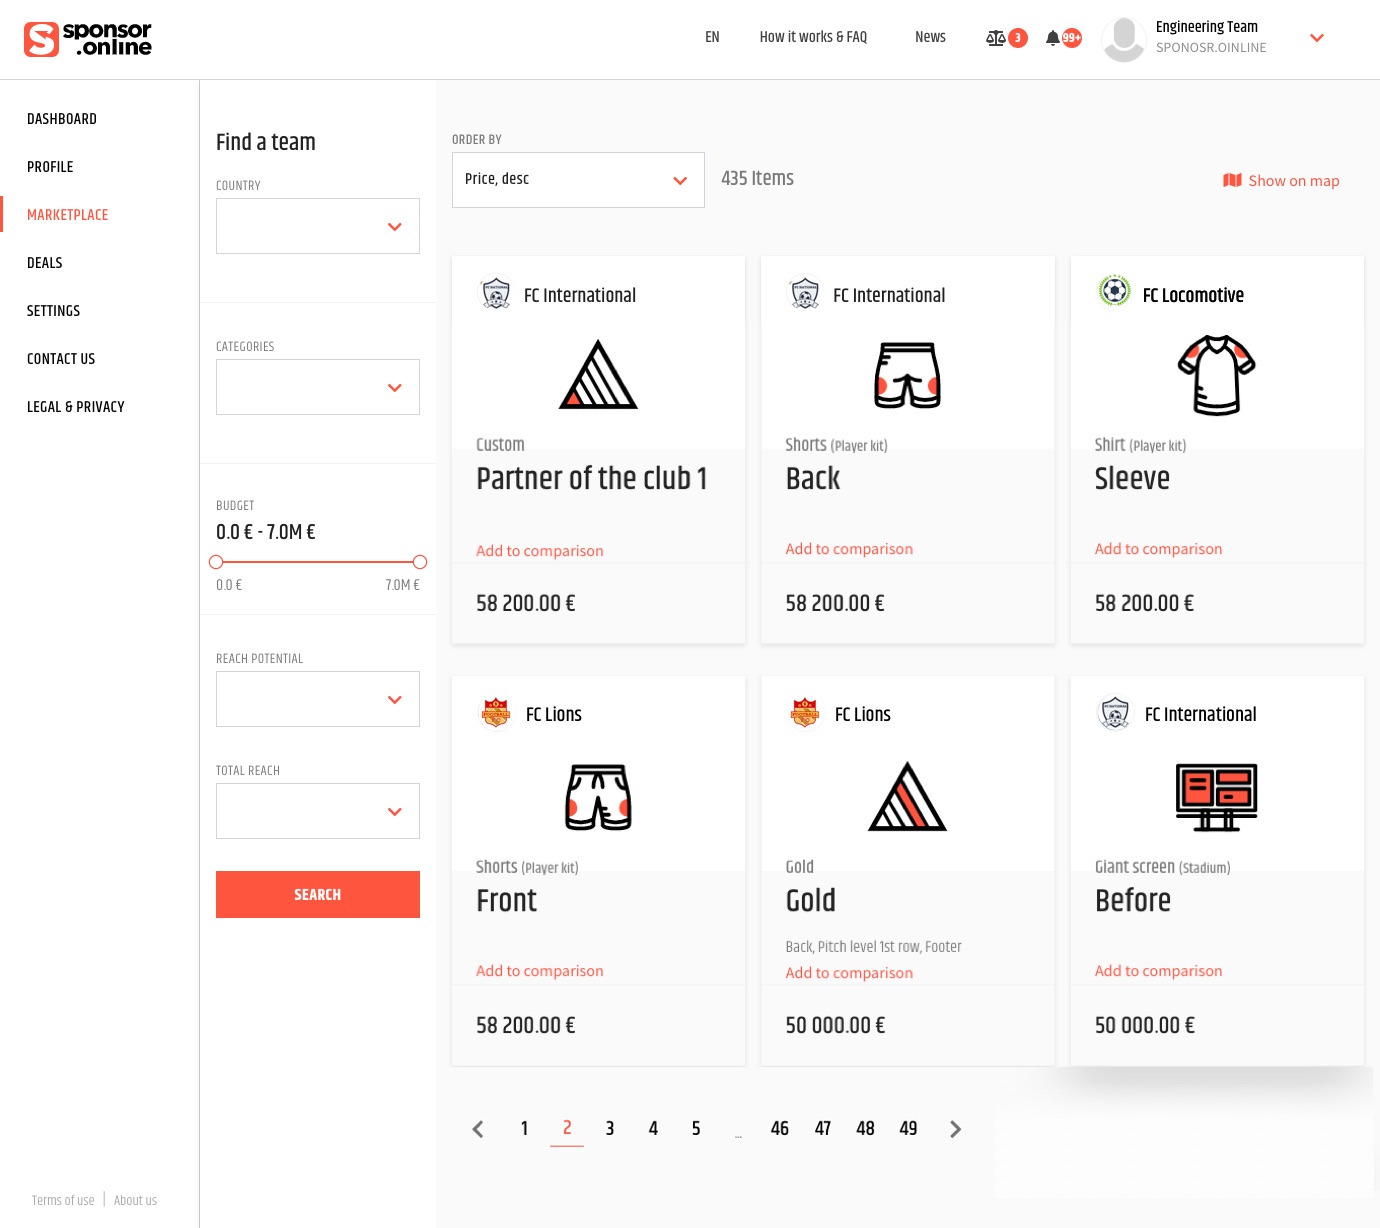 sponsor
.online
EN
How it works & FAQ
News
3
99+
Engineering Team
SPONOSR.OINLINE
DASHBOARD
PROFILE
MARKETPLACE
DEALS
SETTINGS
CONTACT US
LEGAL & PRIVACY
Terms of use | About us
Find a team
COUNTRY
CATEGORIES
BUDGET
0.0 € - 7.0M €
0.0 € 7.0M €
REACH POTENTIAL
TOTAL REACH
SEARCH
ORDER BY
Price, desc
435 Items
Show on map
FC International
Custom
Partner of the club 1
Add to comparison
58 200.00 €
FC International
Shorts (Player kit)
Back
Add to comparison
58 200.00 €
FC Locomotive
Shirt (Player kit)
Sleeve
Add to comparison
58 200.00 €
FC Lions
Shorts (Player kit)
Front
Add to comparison
58 200.00 €
FC Lions
Gold
Gold
Back, Pitch level 1st row, Footer
Add to comparison
50 000.00 €
FC International
Giant screen (Stadium)
Before
Add to comparison
50 000.00 €
1 2 3 4 5 ... 46 47 48 49